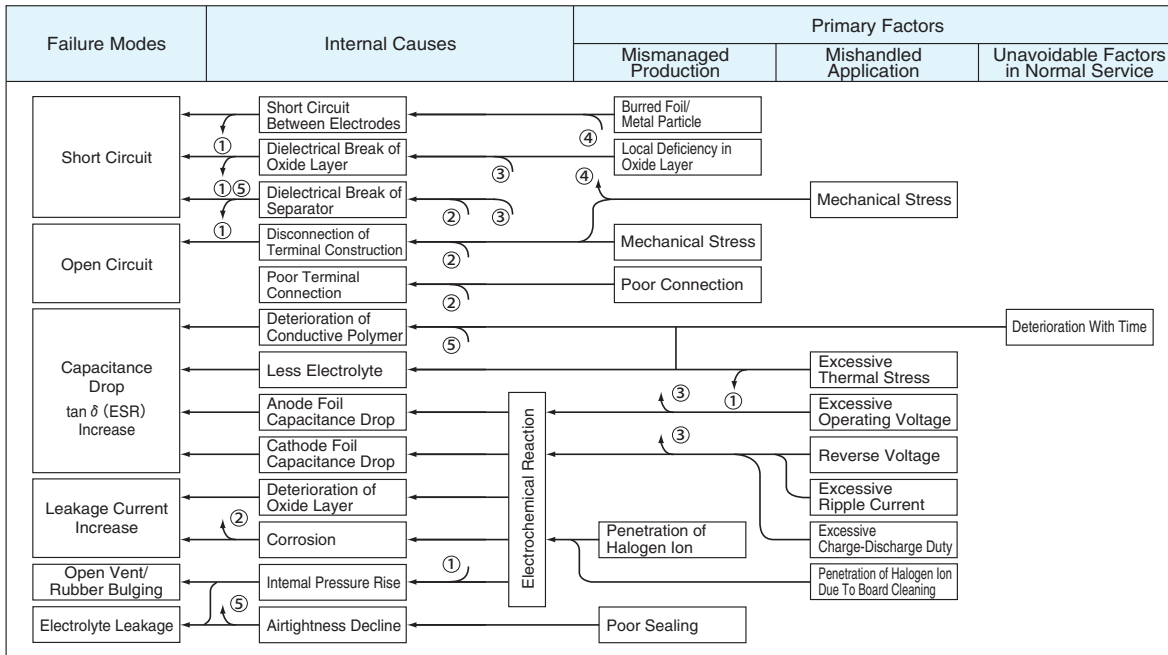 Failure Modes
Internal Causes
Primary Factors
Mismanaged
Production
Mishandled
Application
Unavoidable Factors
in Normal Service
Short Circuit
Short Circuit
Between Electrodes
①
④
Burred Foil/
Metal Particle
Dielectrical Break of
Oxide Layer
①⑤
③
Local Deficiency in
Oxide Layer
Dielectrical Break of
Separator
①
②
③
④
Mechanical Stress
Open Circuit
Disconnection of
Terminal Construction
②
Mechanical Stress
Poor Terminal
Connection
②
Poor Connection
Capacitance
Drop
tan δ (ESR)
Increase
Deterioration of
Conductive Polymer
⑤
Deterioration With Time
Less Electrolyte
①
Excessive
Thermal Stress
Anode Foil
Capacitance Drop
③
Excessive
Operating Voltage
Cathode Foil
Capacitance Drop
③
Reverse Voltage
Electrochemical Reaction
Leakage Current
Increase
Deterioration of
Oxide Layer
Excessive
Ripple Current
②
Corrosion
Penetration of
Halogen Ion
Excessive
Charge-Discharge Duty
Open Vent/
Rubber Bulging
Internal Pressure Rise
①
Penetration of Halogen Ion
Due To Board Cleaning
Electrolyte Leakage
⑤
Airtightness Decline
Poor Sealing